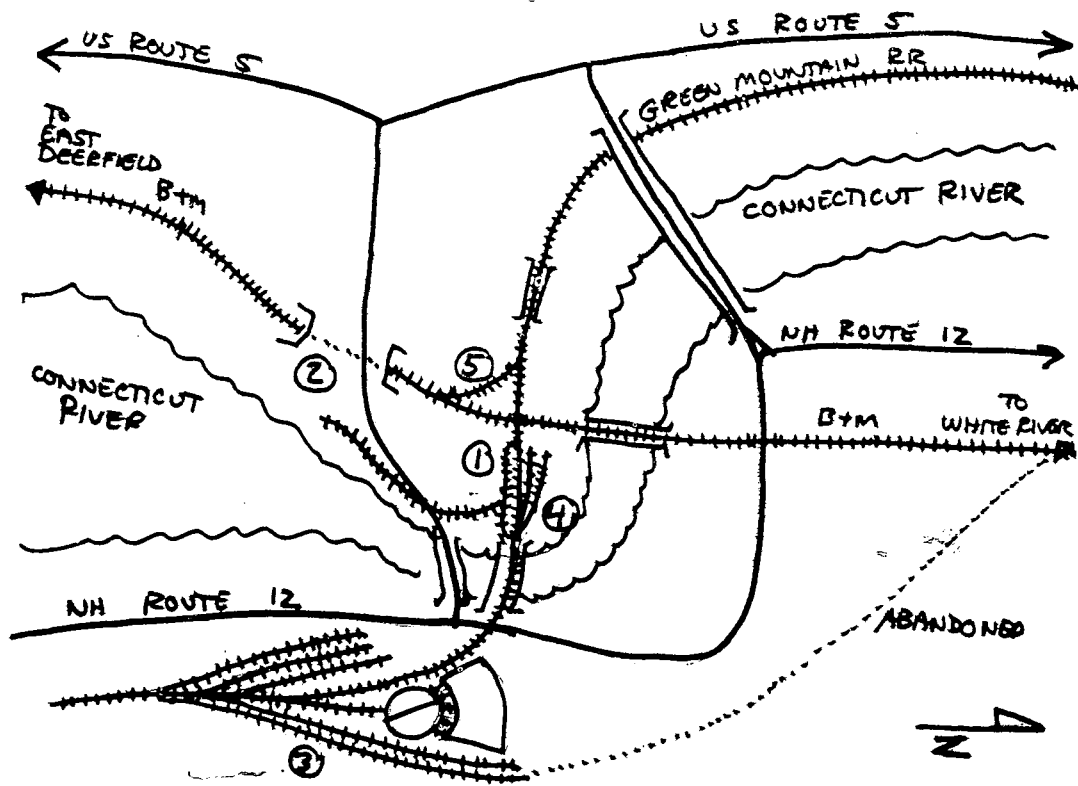 US ROUTE 5
US ROUTE 5
GREEN MOUNTAIN RR
TO
EAST
DEERFIELD
B+M
CONNECTICUT RIVER
NH ROUTE 12
5
2
CONNECTICUT
RIVER
B+M
TO
WHITE RIVER
1
4
NH ROUTE 12
ABANDONED
3
N